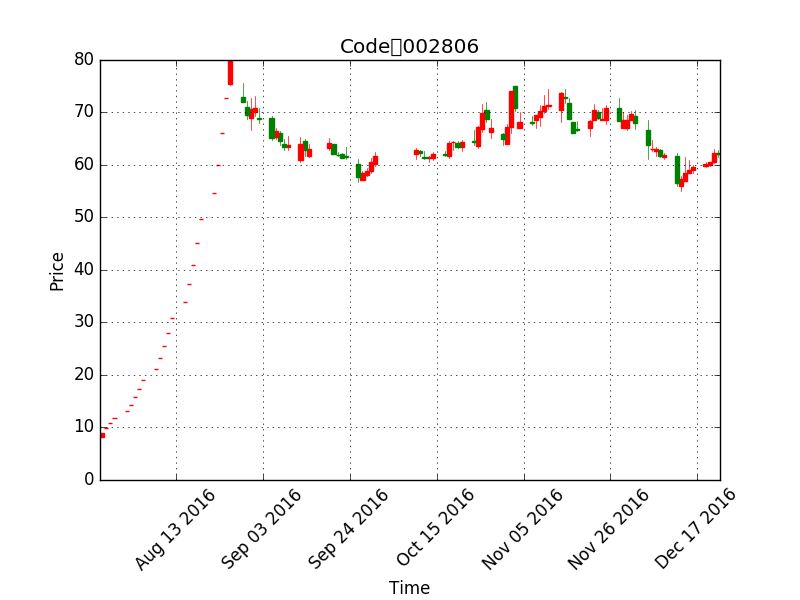 Code▯002806
80
70
60
50
40
30
20
10
0
Price
Aug 13 2016
Sep 03 2016
Sep 24 2016
Oct 15 2016
Nov 05 2016
Nov 26 2016
Dec 17 2016
Time